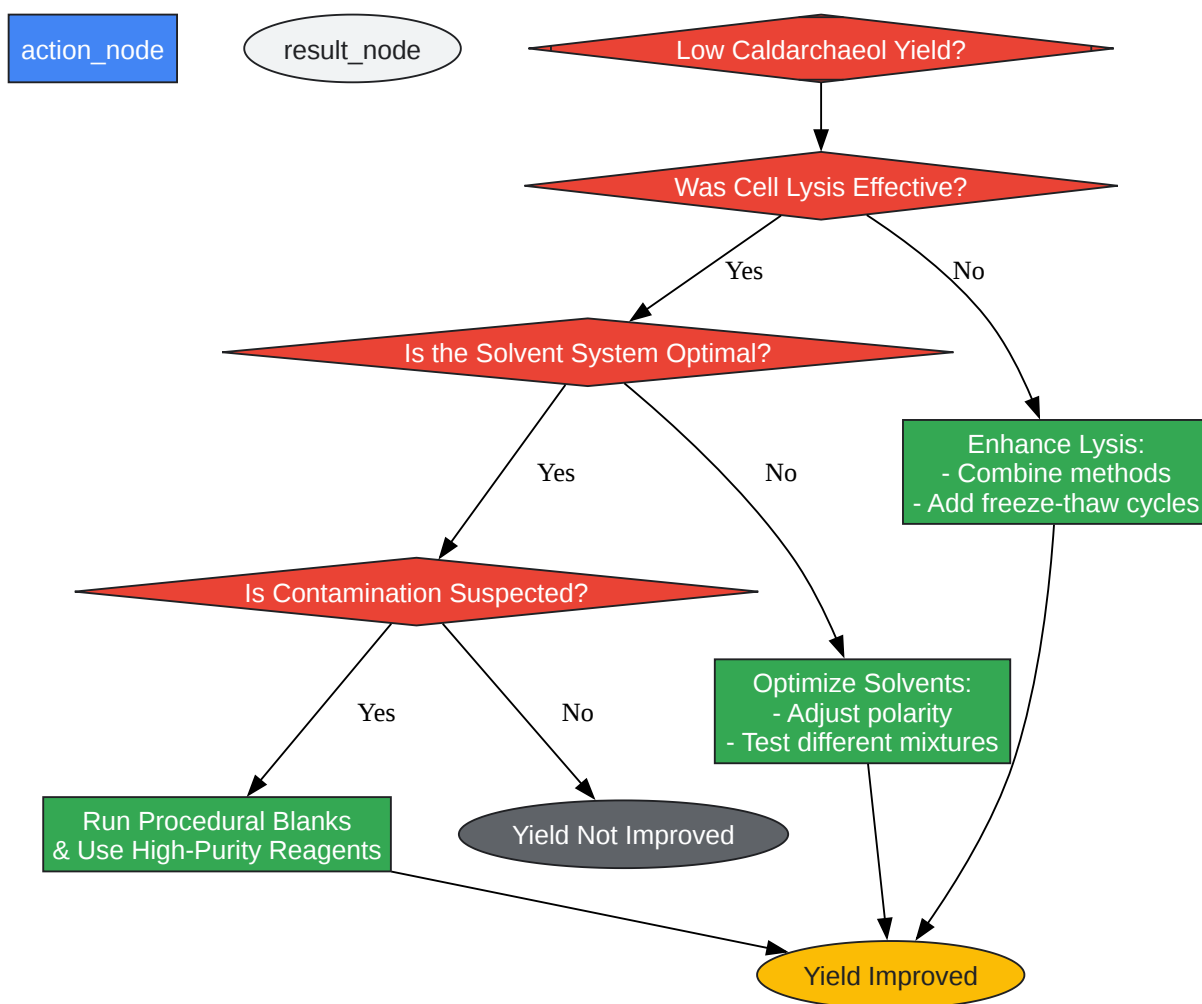 action_node
result_node
Low Caldarchaeol Yield?
Was Cell Lysis Effective?
Yes
No
Is the Solvent System Optimal?
Enhance Lysis:
- Combine methods
- Add freeze-thaw cycles
Yes
No
Is Contamination Suspected?
Optimize Solvents:
- Adjust polarity
- Test different mixtures
Yes
No
Run Procedural Blanks
& Use High-Purity Reagents
Yield Not Improved
Yield Improved